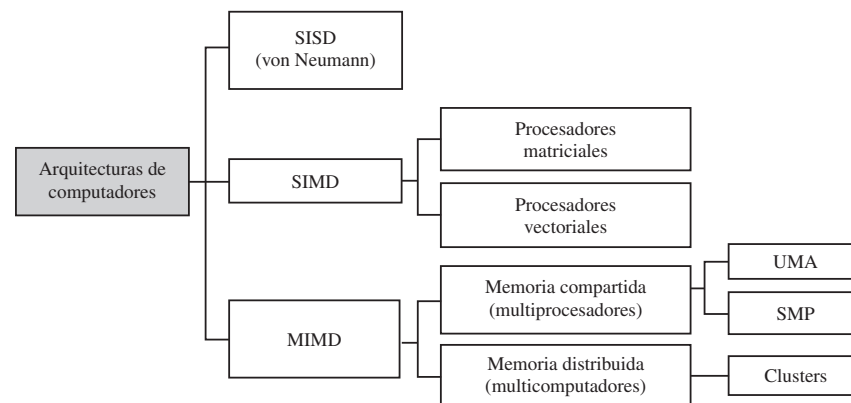 SISD
(von Neumann)
Arquitecturas de
computadores
SIMD
Procesadores
matriciales
Procesadores
vectoriales
MIMD
Memoria compartida
(multiprocesadores)
UMA
SMP
Memoria distribuida
(multicomputadores)
Clusters